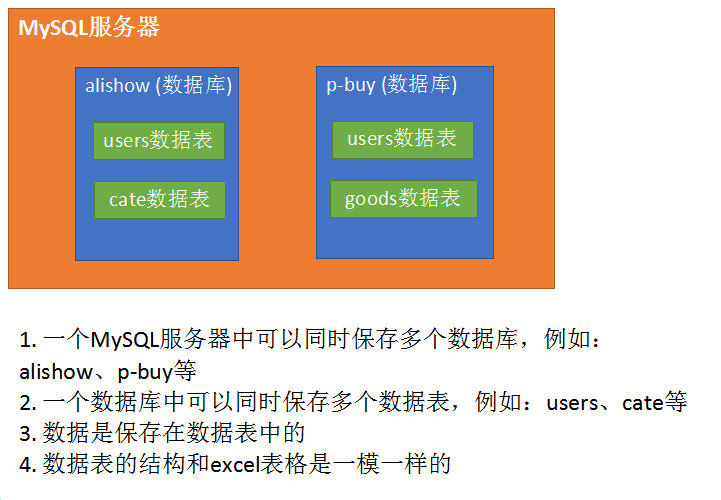 MySQL服务器
alishow (数据库)
p-buy (数据库)
users数据表
users数据表
cate数据表
goods数据表
1. 一个MySQL服务器中可以同时保存多个数据库，例如：
alishow、p-buy等
2. 一个数据库中可以同时保存多个数据表，例如：users、cate等
3. 数据是保存在数据表中的
4. 数据表的结构和excel表格是一模一样的